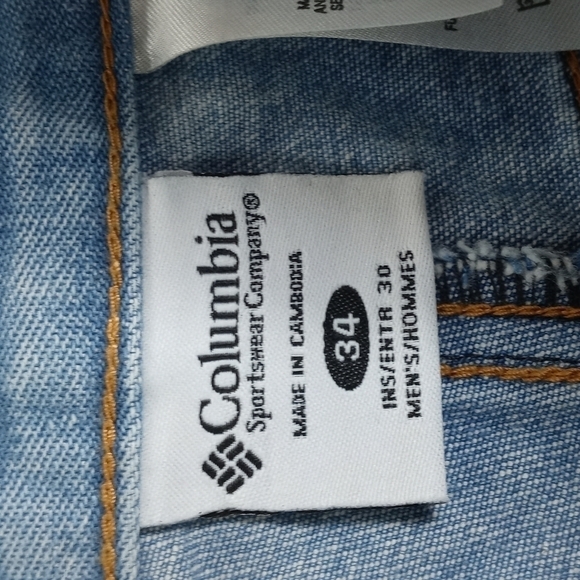 Columbia
Sportswear Company®
MADE IN CAMBODIA
34
INS/ENTR 30
MEN'S/HOMMES